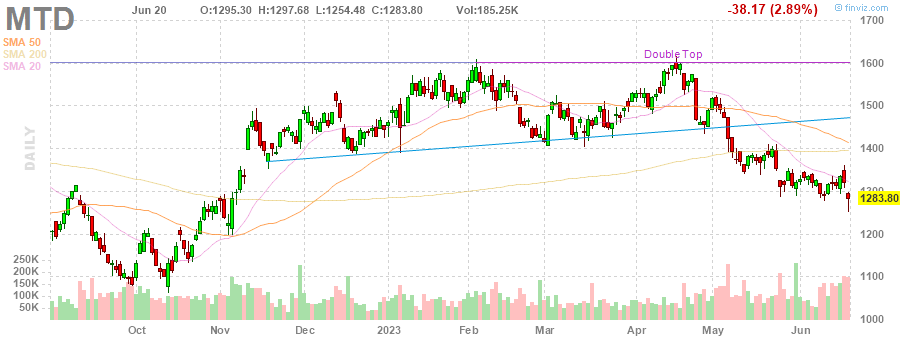 MTD
Jun 20 O:1295.30 H:1297.68 L:1254.48 C:1283.80 Vol:185.25K -38.17 (2.89%)
© finviz.com
SMA 50
SMA 200
SMA 20
DAILY
Double Top
1700
1600
1500
1400
1300
1283.80
1200
1100
1000
250K
200K
150K
100K
50K
Oct Nov Dec 2023 Feb Mar Apr May Jun